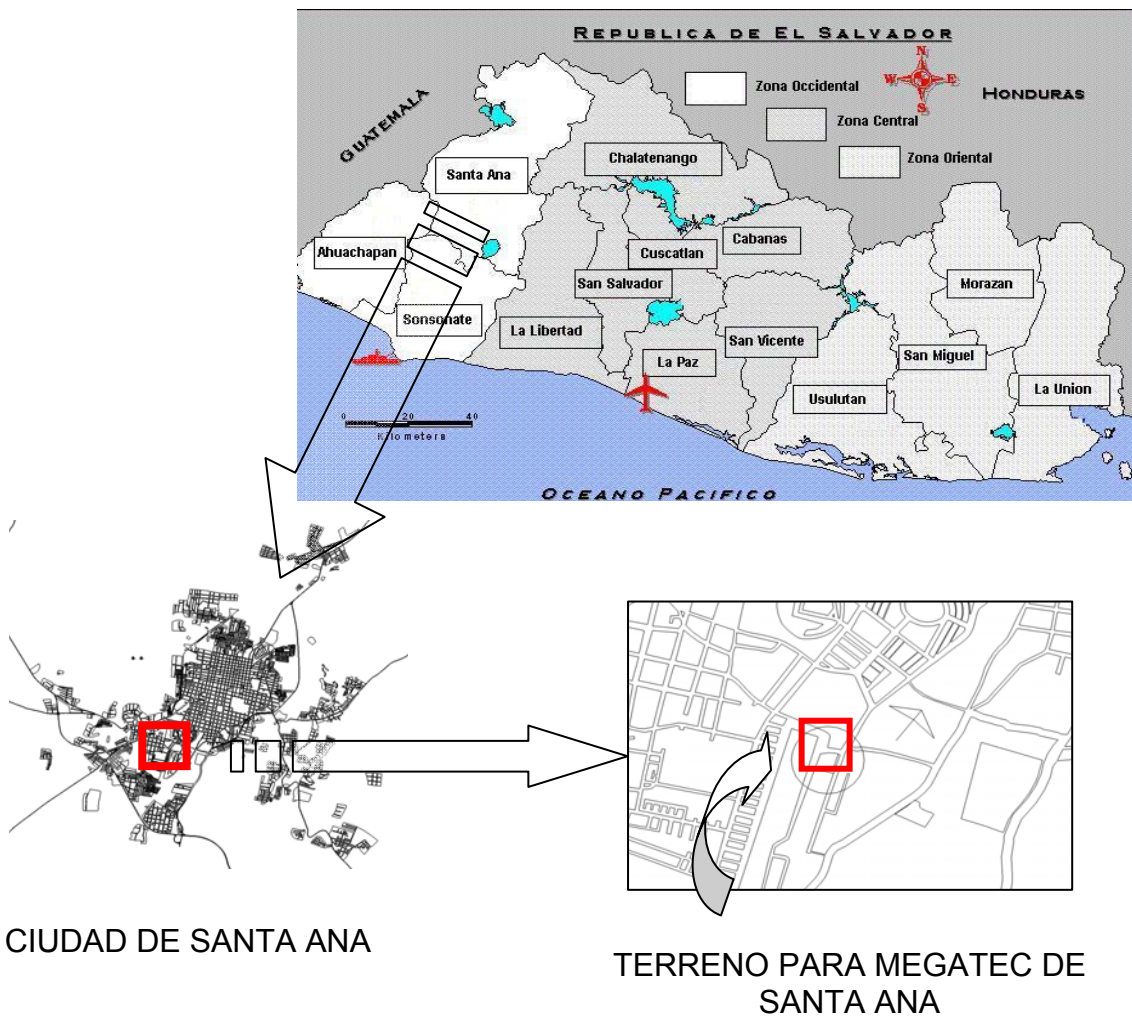 REPUBLICA DE EL SALVADOR
N
W E
S
HONDURAS
GUATEMALA
Zona Occidental
Zona Central
Zona Oriental
Chalatenango
Santa Ana
Ahuachapan
Cabanas
Cuscatlan
San Salvador
Morazan
Sonsonate
La Libertad
San Vicente
San Miguel
La Paz
La Union
Usulutan
0 20 40
Kilometers
OCEANO PACIFICO
CIUDAD DE SANTA ANA
TERRENO PARA MEGATEC DE
SANTA ANA